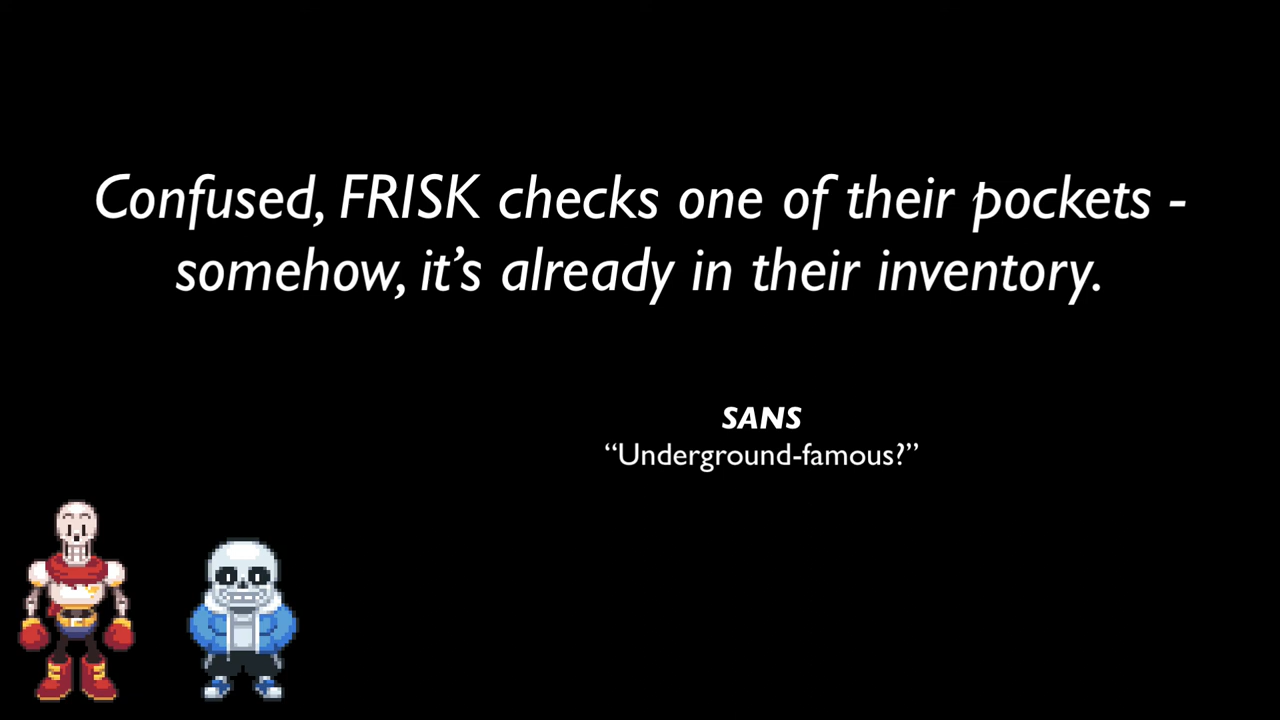 Confused, FRISK checks one of their pockets -
somehow, it’s already in their inventory.
SANS
“Underground-famous?”